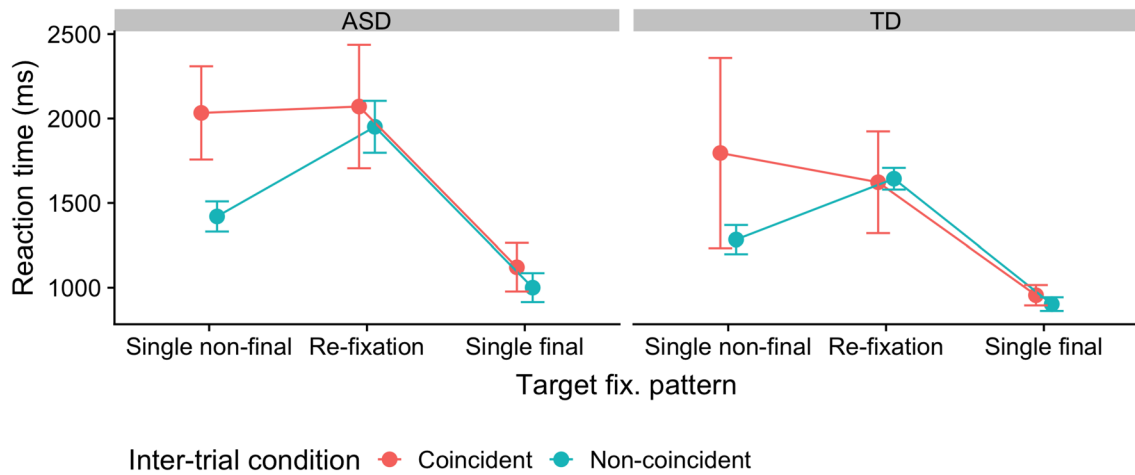 ASD TD
Reaction time (ms)
2500
2000
1500
1000
Single non-final Re-fixation Single final Single non-final Re-fixation Single final
Target fix. pattern
Inter-trial condition Coincident Non-coincident